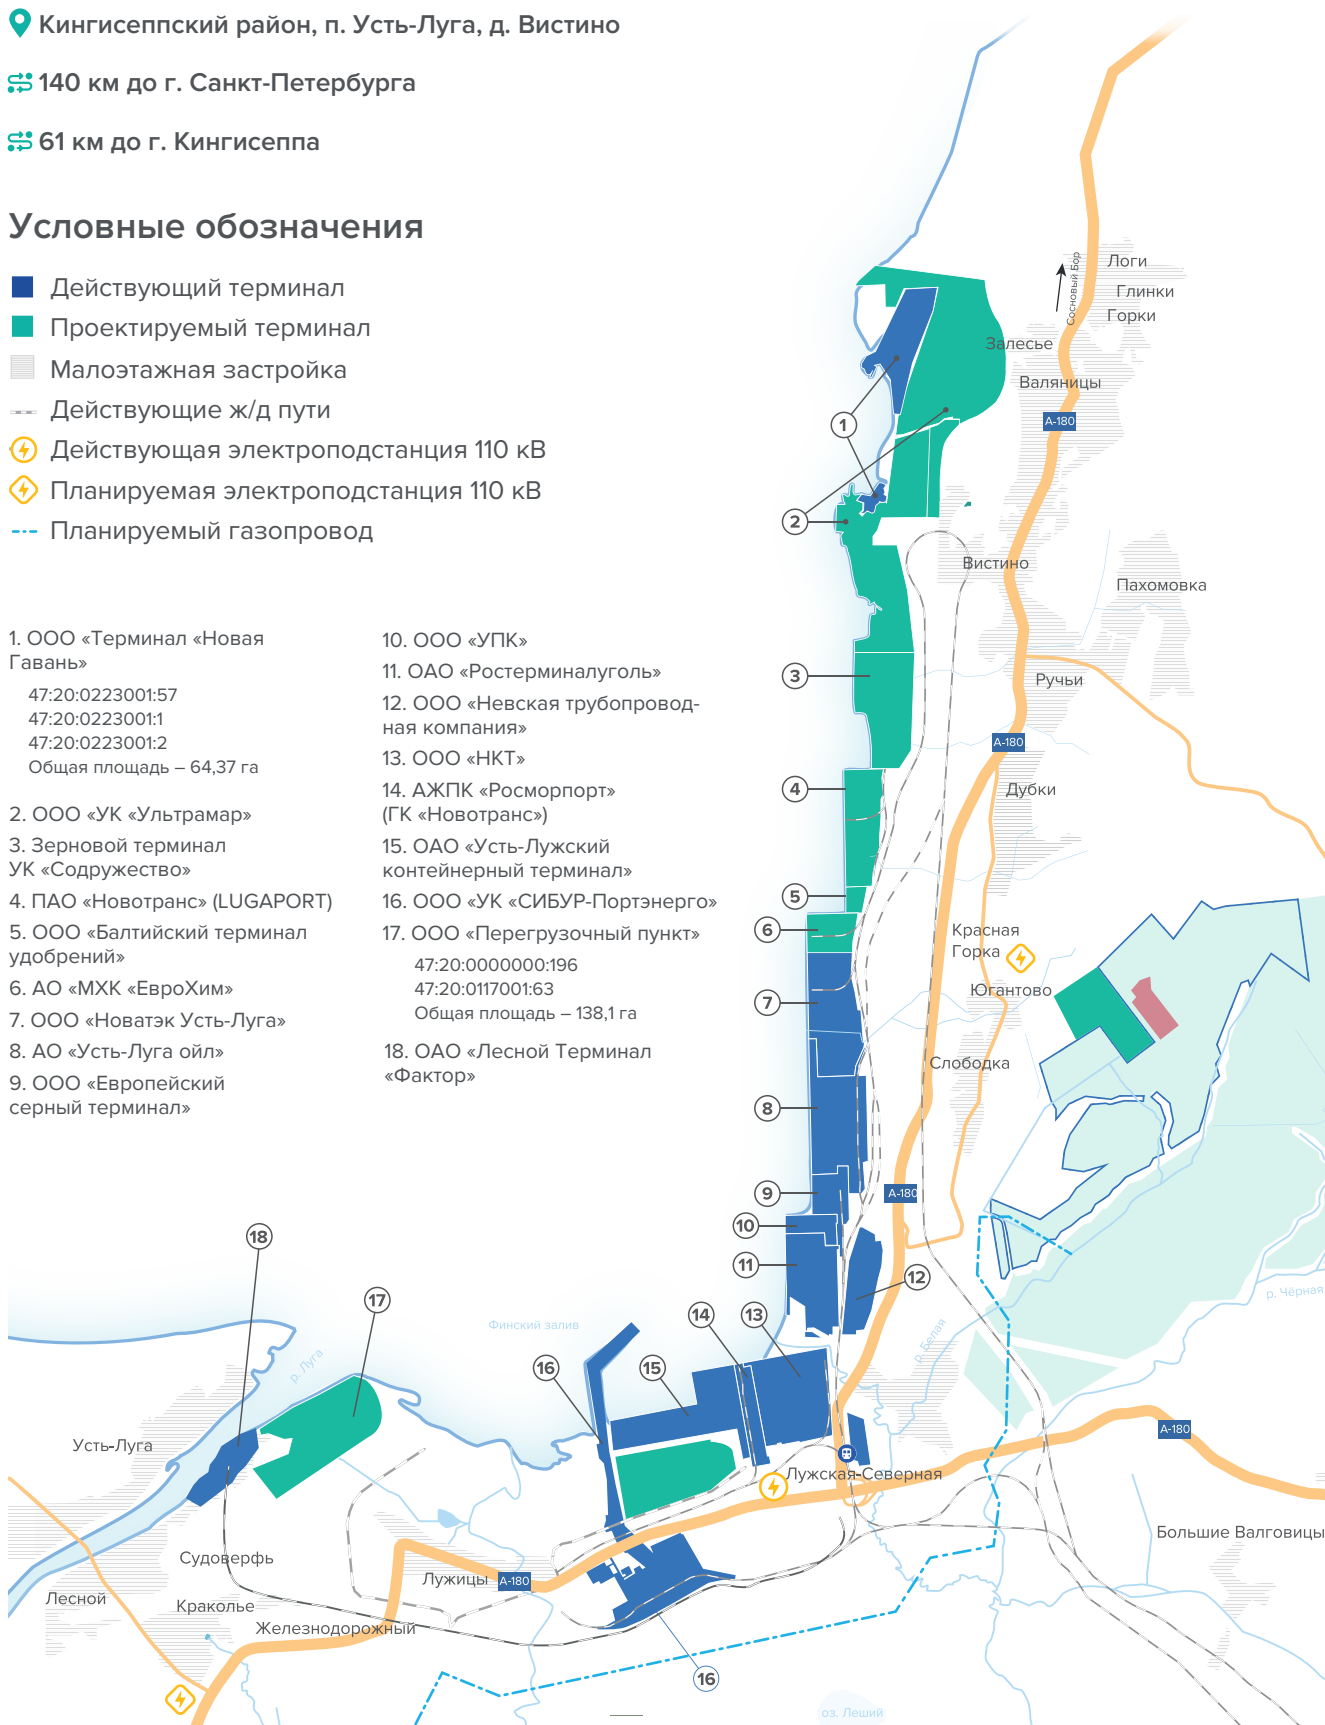 Кингисеппский район, п. Усть-Луга, д. Вистино
140 км до г. Санкт-Петербурга
61 км до г. Кингисеппа
Условные обозначения
Действующий терминал
Проектируемый терминал
Малоэтажная застройка
Действующие ж/д пути
Действующая электроподстанция 110 кВ
Планируемая электроподстанция 110 кВ
Планируемый газопровод
1. ООО «Терминал «Новая
Гавань»
47:20:0223001:57
47:20:0223001:1
47:20:0223001:2
Общая площадь – 64,37 га
2. ООО «УК «Ультрамар»
3. Зерновой терминал
УК «Содружество»
4. ПАО «Новотранс» (LUGAPORT)
5. ООО «Балтийский терминал
удобрений»
6. АО «МХК «ЕвроХим»
7. ООО «Новатэк Усть-Луга»
8. АО «Усть-Луга ойл»
9. ООО «Европейский
серный терминал»
10. ООО «УПК»
11. ОАО «Ростерминалуголь»
12. ООО «Невская трубопровод-
ная компания»
13. ООО «НКТ»
14. АЖПК «Росморпорт»
(ГК «Новотранс»)
15. ОАО «Усть-Лужский
контейнерный терминал»
16. ООО «УК «СИБУР-Портэнерго»
17. ООО «Перегрузочный пункт»
47:20:0000000:196
47:20:0117001:63
Общая площадь – 138,1 га
18. ОАО «Лесной Терминал
«Фактор»
Сосновый Бор
Логи
Глинки
Горки
Залесье
Валяницы
А-180
1
2
Вистино
Пахомовка
3
Ручьи
А-180
4
Дубки
5
6
Красная
Горка
Югантово
7
Слободка
8
9
А-180
10
11
12
18
17
р. Чёрная
14
13
Финский залив
р. Белая
р. Луга
16
15
Усть-Луга
А-180
Лужская-Северная
Большие Валговицы
Судоверфь
Лужицы
А-180
Лесной
Краколье
Железнодорожный
16
оз. Леший